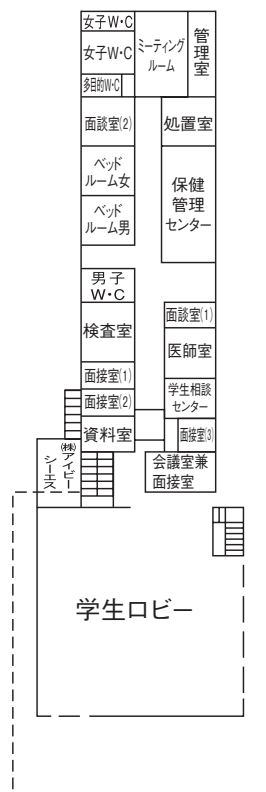 女子W・C
女子W・C
多目的W・C
ミーティング
ルーム
管理室
面談室⑵
処置室
ベッド
ルーム女
ベッド
ルーム男
保健
管理
センター
男子
W・C
検査室
面談室⑴
医師室
面接室⑴
面接室⑵
学生相談
センター
資料室
面接室⑶
㈱アイビー
シーエス
会議室兼
面接室
学生ロビー